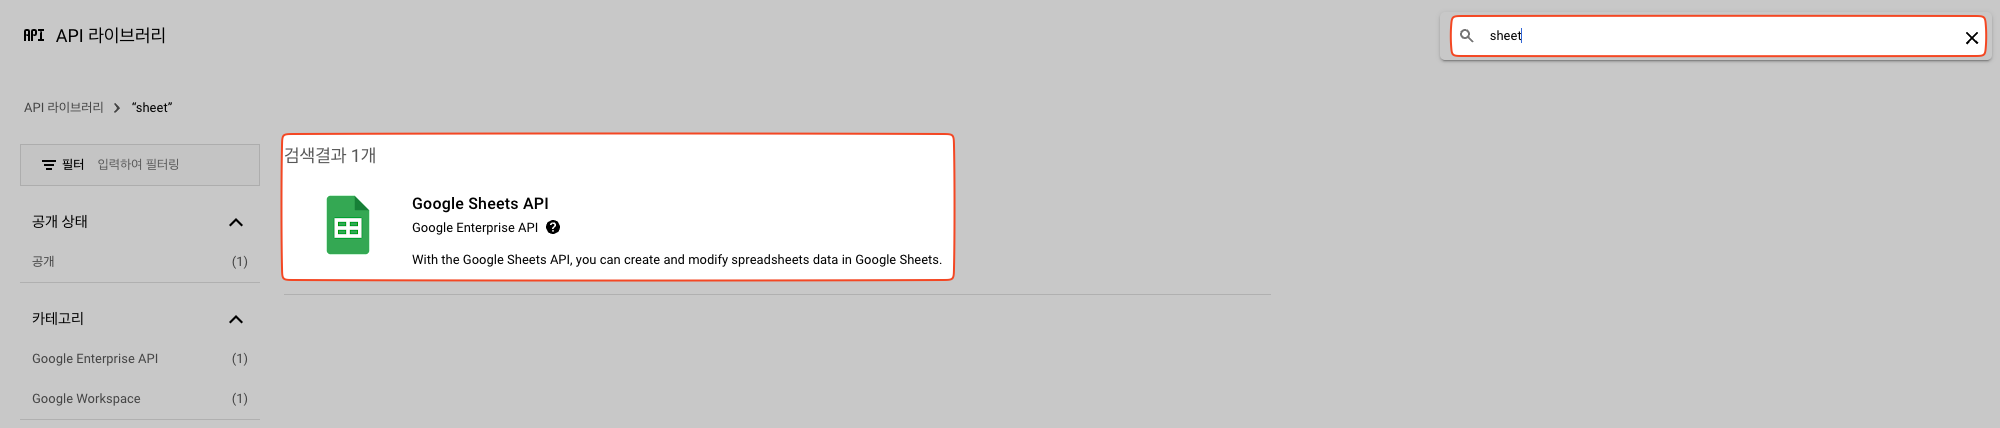 API API 라이브러리
sheet
API 라이브러리 > “sheet”
필터 입력하여 필터링
공개 상태
공개 (1)
카테고리
Google Enterprise API (1)
Google Workspace (1)
검색결과 1개
Google Sheets API
Google Enterprise API ?
With the Google Sheets API, you can create and modify spreadsheets data in Google Sheets.